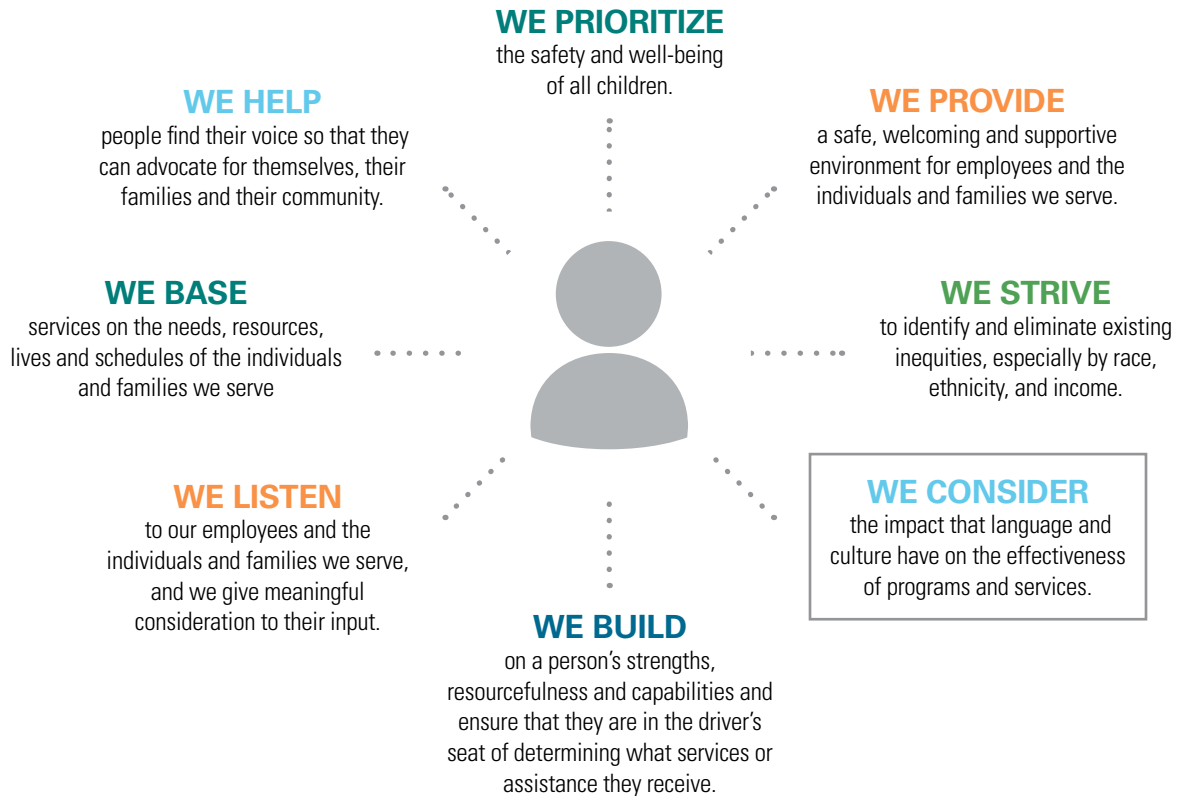 WE PRIORITIZE
the safety and well-being
of all children.
WE HELP
people find their voice so that they
can advocate for themselves, their
families and their community.
WE PROVIDE
a safe, welcoming and supportive
environment for employees and the
individuals and families we serve.
WE BASE
services on the needs, resources,
lives and schedules of the individuals
and families we serve
WE STRIVE
to identify and eliminate existing
inequities, especially by race,
ethnicity, and income.
WE LISTEN
to our employees and the
individuals and families we serve,
and we give meaningful
consideration to their input.
WE CONSIDER
the impact that language and
culture have on the effectiveness
of programs and services.
WE BUILD
on a person’s strengths,
resourcefulness and capabilities and
ensure that they are in the driver’s
seat of determining what services or
assistance they receive.